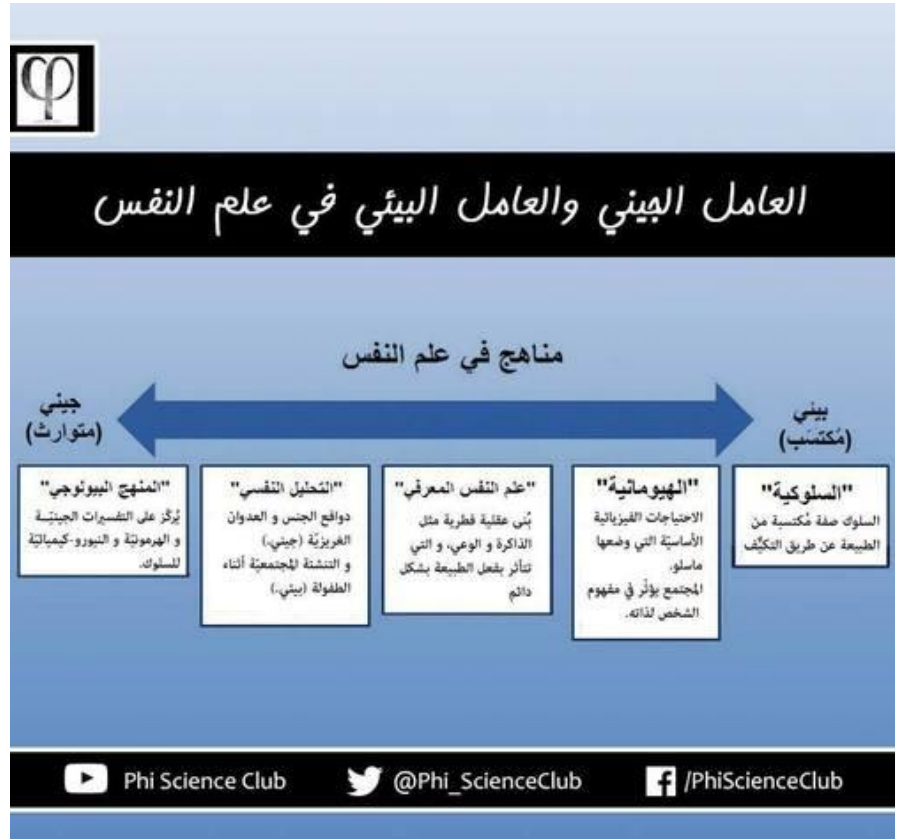 φ
العامل الجيني والعامل البيئي في علم النفس
مناهج في علم النفس
بيئي
(مُكتسَب)
جيني
(متوارث)
"السلوكية"
السلوك صفة مُكتسبة من
الطبيعة عن طريق التكيُّف
"الهيومانية"
الاحتياجات الفيزيائية
الأساسيّة التي وضعها
ماسلو.
المجتمع يؤثّر في مفهوم
الشخص لذاته.
"علم النفس المعرفي"
بُنى عقلية فطرية مثل
الذاكرة و الوعي، و التي
تتأثر بفعل الطبيعة بشكل
دائم
"التحليل النفسي"
دوافع الجنس و العدوان
الغريزيّة (جيني.)
و التنشئة المجتمعيّة أثناء
الطفولة (بيئي.)
"المنهج البيولوجي"
يُركّز على التفسيرات الجينيّة
و الهرمونيّة و النيورو-كيميائيّة
للسلوك.
Phi Science Club @Phi_ScienceClub /PhiScienceClub